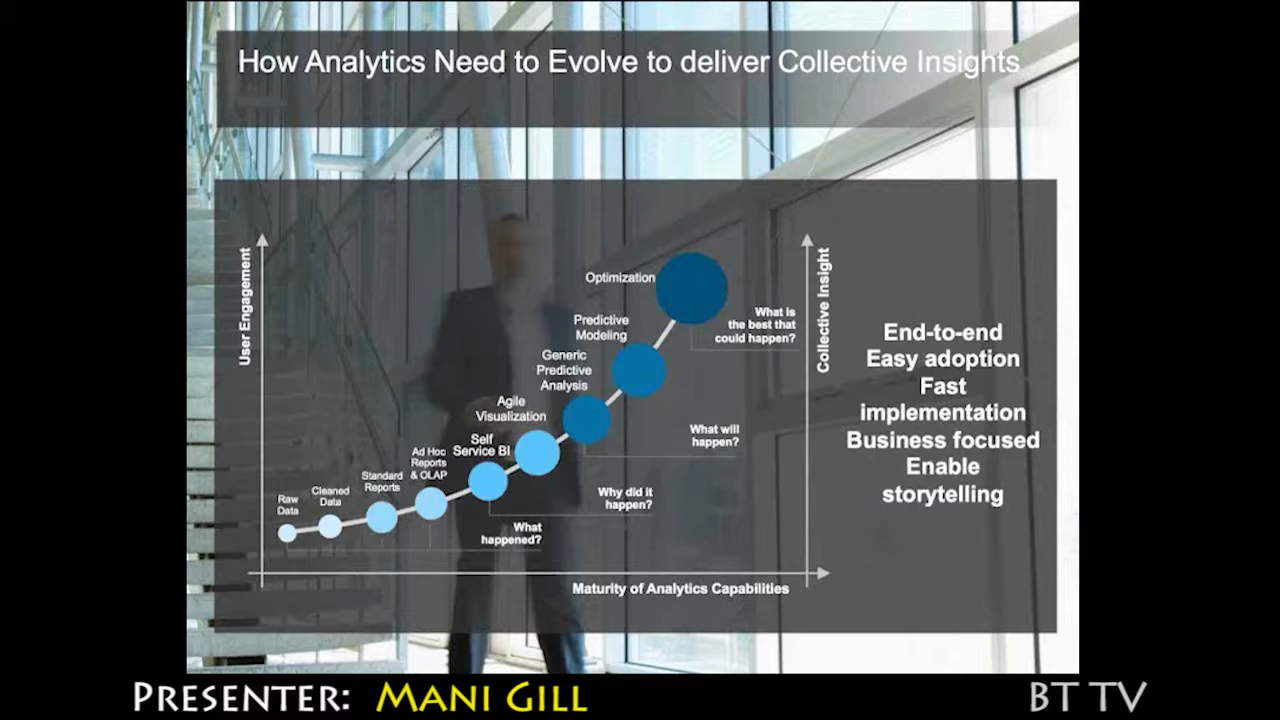 How Analytics Need to Evolve to deliver Collective Insights
User Engagement
Collective Insight
Optimization
What is
the best that
could happen?
Predictive
Modeling
Generic
Predictive
Analysis
What will
happen?
Agile
Visualization
Self
Service BI
Why did it
happen?
Ad Hoc
Reports
& OLAP
Standard
Reports
Cleaned
Data
Raw
Data
What
happened?
Maturity of Analytics Capabilities
End-to-end
Easy adoption
Fast
implementation
Business focused
Enable
storytelling
PRESENTER: MANI GILL
BT TV